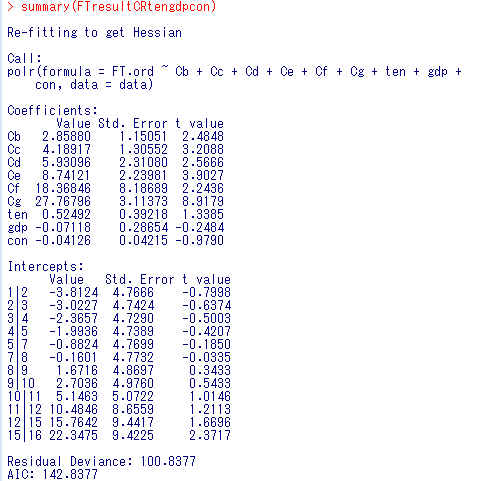 > summary(FTresultCRtengdpcon)
Re-fitting to get Hessian
Call:
polr(formula = FT.ord ~ Cb + Cc + Cd + Ce + Cf + Cg + ten + gdp +
con, data = data)
Coefficients:
Value Std. Error t value
Cb 2.85880 1.15051 2.4848
Cc 4.18917 1.30552 3.2088
Cd 5.93096 2.31080 2.5666
Ce 8.74121 2.23981 3.9027
Cf 18.36846 8.18689 2.2436
Cg 27.76796 3.11373 8.9179
ten 0.52492 0.39218 1.3385
gdp -0.07118 0.28654 -0.2484
con -0.04126 0.04215 -0.9790
Intercepts:
Value Std. Error t value
1|2 -3.8124 4.7666 -0.7998
2|3 -3.0227 4.7424 -0.6374
3|4 -2.3657 4.7290 -0.5003
4|5 -1.9936 4.7389 -0.4207
5|7 -0.8824 4.7699 -0.1850
7|8 -0.1601 4.7732 -0.0335
8|9 1.6716 4.8697 0.3433
9|10 2.7036 4.9760 0.5433
10|11 5.1463 5.0722 1.0146
11|12 10.4846 8.6559 1.2113
12|15 15.7642 9.4417 1.6696
15|16 22.3475 9.4225 2.3717
Residual Deviance: 100.8377
AIC: 142.8377